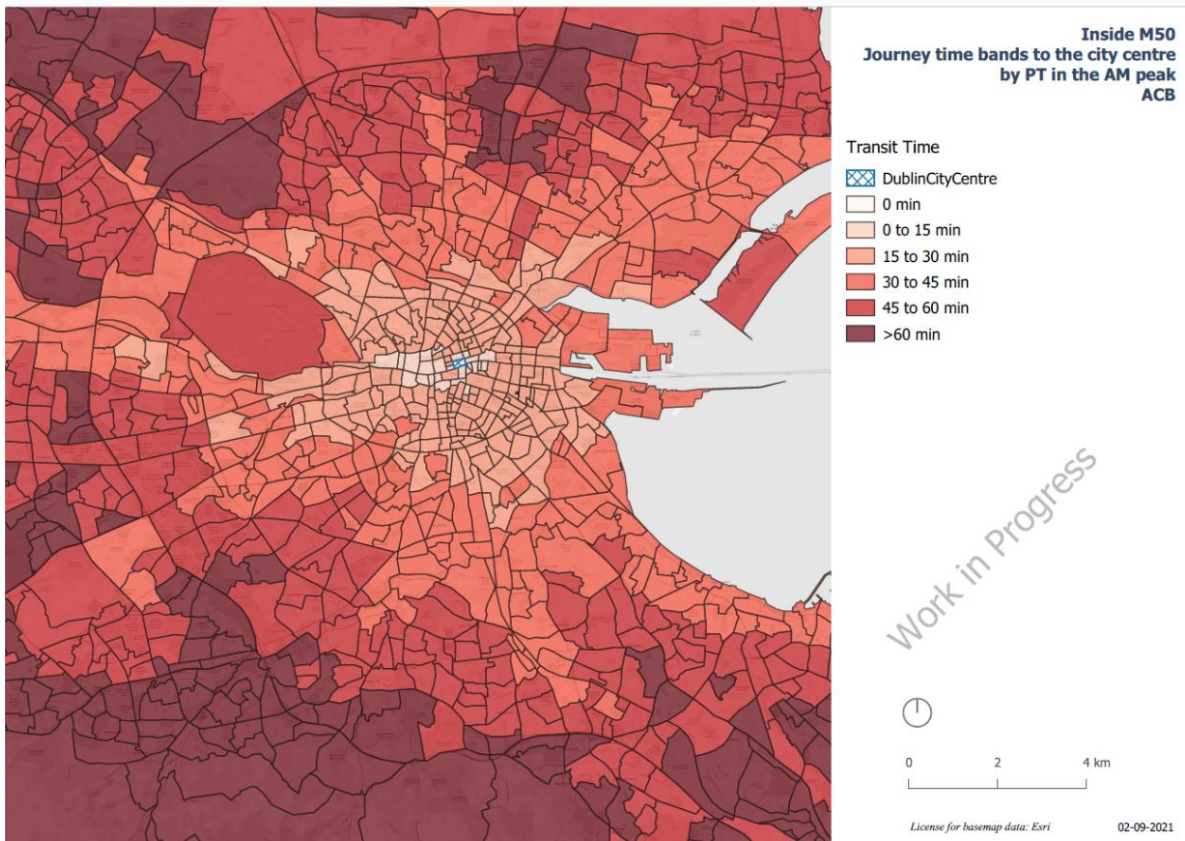 Inside M50
Journey time bands to the city centre
by PT in the AM peak
ACB
Transit Time
DublinCityCentre
0 min
0 to 15 min
15 to 30 min
30 to 45 min
45 to 60 min
>60 min
Work in Progress
0 2 4 km
License for basemap data: Esri 02-09-2021